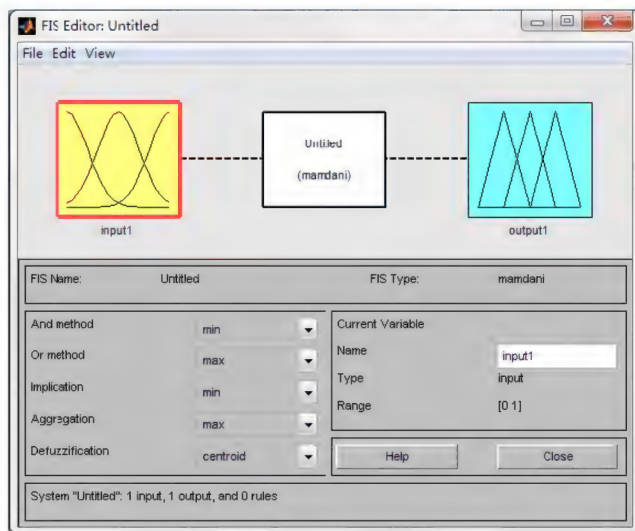 FIS Editor: Untitled
File Edit View
Untitled
(mamdani)
input1
output1
FIS Name: Untitled FIS Type: mamdani
And method min
Or method max
Implication min
Aggregation max
Defuzzification centroid
Current Variable
Name input1
Type input
Range [0 1]
Help Close
System "Untitled": 1 input, 1 output, and 0 rules